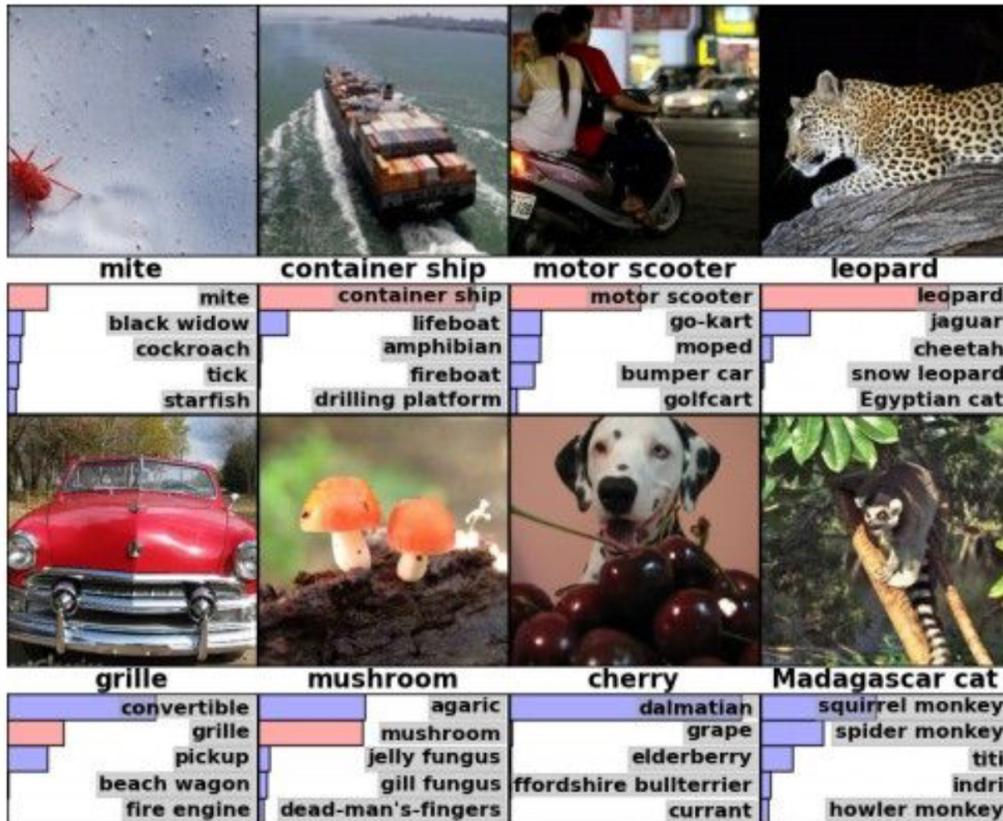 mite
container ship
motor scooter
leopard
mite
black widow
cockroach
tick
starfish
container ship
lifeboat
amphibian
fireboat
drilling platform
motor scooter
go-kart
moped
bumper car
golfcart
leopard
jaguar
cheetah
snow leopard
Egyptian cat
grille
mushroom
cherry
Madagascar cat
convertible
grille
pickup
beach wagon
fire engine
agaric
mushroom
jelly fungus
gill fungus
dead-man's-fingers
dalmatian
grape
elderberry
ffordshire bullterrier
currant
squirrel monkey
spider monkey
titi
indri
howler monkey